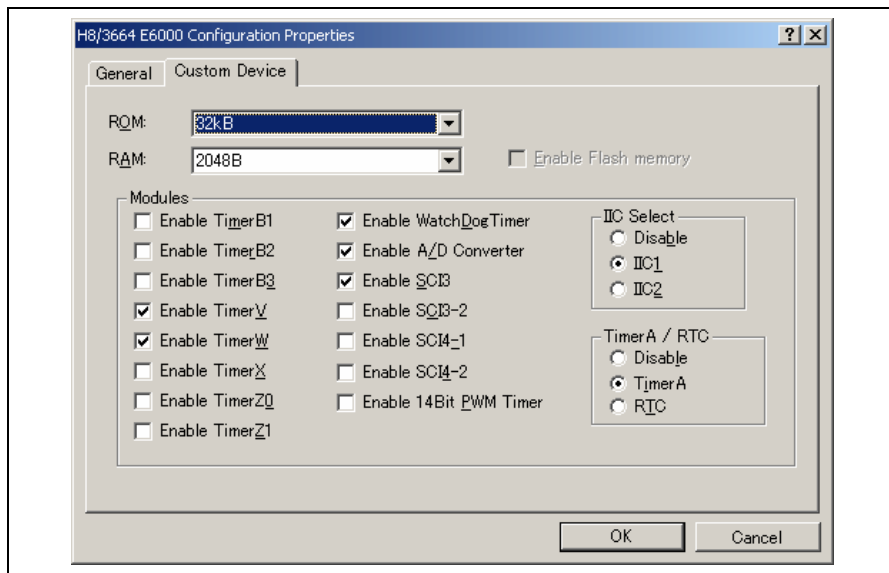 H8/3664 E6000 Configuration Properties
General Custom Device
ROM: 32kB
RAM: 2048B Enable Flash memory
Modules
Enable TimerB1
Enable TimerB2
Enable TimerB3
Enable TimerV
Enable TimerW
Enable TimerX
Enable TimerZ0
Enable TimerZ1
Enable WatchDogTimer
Enable A/D Converter
Enable SCI3
Enable SCI3-2
Enable SCI4-1
Enable SCI4-2
Enable 14Bit PWM Timer
IIC Select
Disable
IIC1
IIC2
TimerA / RTC
Disable
TimerA
RTC
OK Cancel